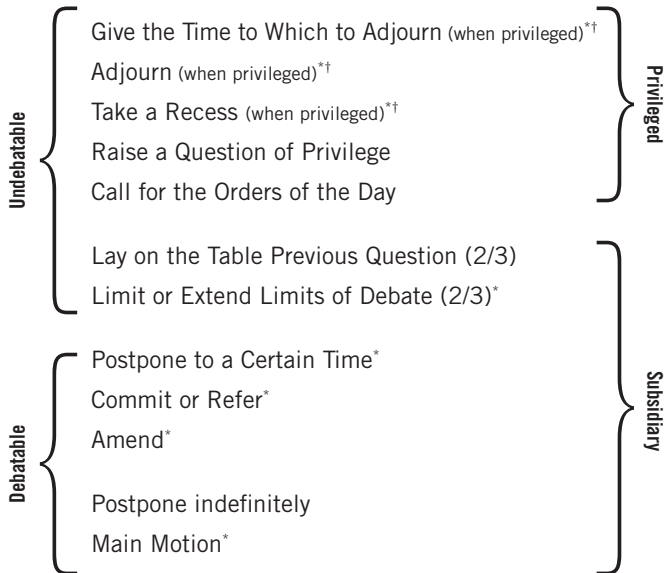 Undebatable
Give the Time to Which to Adjourn (when privileged)*†
Adjourn (when privileged)*†
Take a Recess (when privileged)*†
Raise a Question of Privilege
Call for the Orders of the Day
Privileged
Lay on the Table Previous Question (2/3)
Limit or Extend Limits of Debate (2/3)*
Debatable
Postpone to a Certain Time*
Commit or Refer*
Amend*
Postpone indefinitely
Main Motion*
Subsidiary